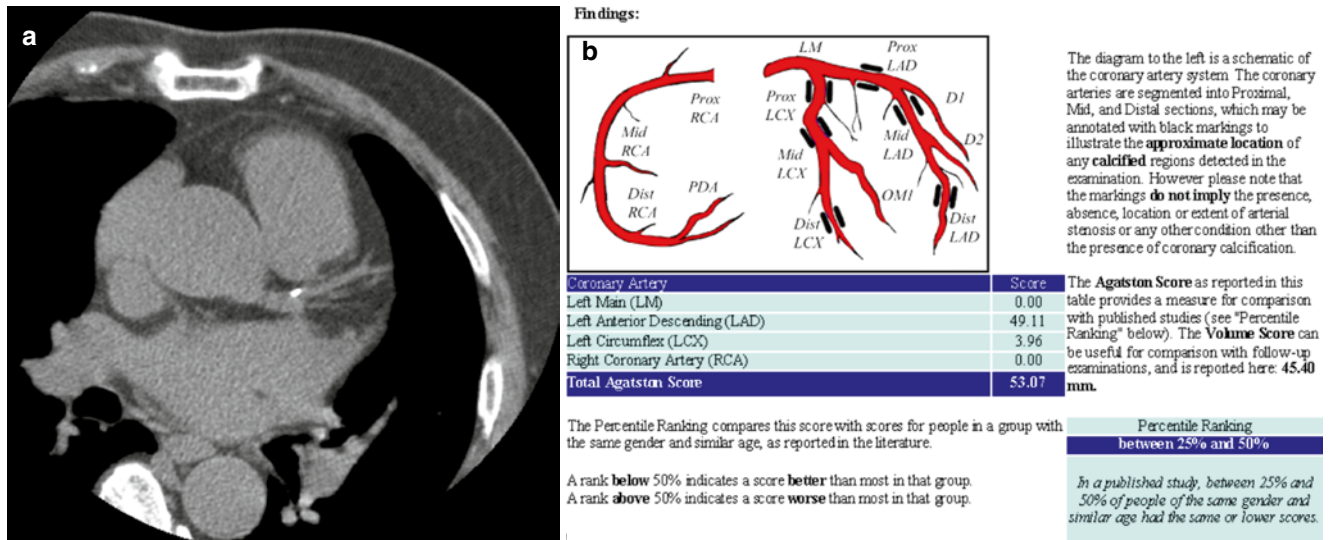 a
Findings:
b
LM
Prox
LAD
Prox
RCA
Prox
LCX
D1
Mid
RCA
Mid
LAD
D2
Mid
LCX
Dist
RCA
PDA
OM1
Dist
LCX
Dist
LAD
The diagram to the left is a schematic of
the coronary artery system The coronary
arteries are segmented into Proximal,
Mid, and Distal sections, which may be
annotated with black markings to
illustrate the approximate location of
any calcified regions detected in the
examination. However please note that
the markings do not imply the presence,
absence, location or extent of arterial
stenosis or any other condition other than
the presence of coronary calcification.
Coronary Artery Score
Left Main (LM) 0.00
Left Anterior Descending (LAD) 49.11
Left Circumflex (LCX) 3.96
Right Coronary Artery (RCA) 0.00
Total Agatston Score 53.07
The Agatston Score as reported in this
table provides a measure for comparison
with published studies (see "Percentile
Ranking" below). The Volume Score can
be useful for comparison with follow-up
examinations, and is reported here: 45.40
mm.
The Percentile Ranking compares this score with scores for people in a group with
the same gender and similar age, as reported in the literature.
A rank below 50% indicates a score better than most in that group.
A rank above 50% indicates a score worse than most in that group.
Percentile Ranking
between 25% and 50%
In a published study, between 25% and
50% of people of the same gender and
similar age had the same or lower scores.